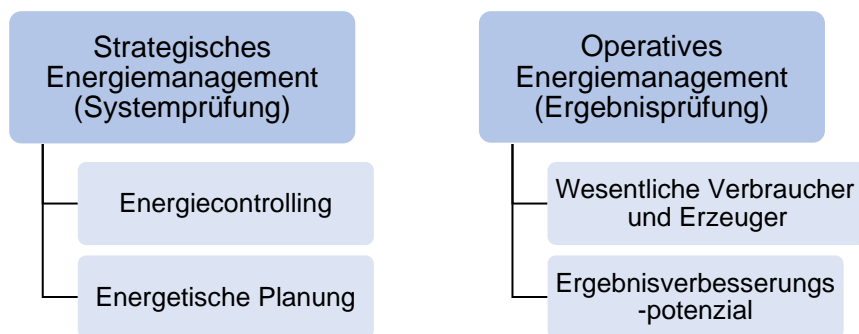 Strategisches
Energiemanagement
(Systemprüfung)
Energiecontrolling
Energetische Planung
Operatives
Energiemanagement
(Ergebnisprüfung)
Wesentliche Verbraucher
und Erzeuger
Ergebnisverbesserungs
-potenzial